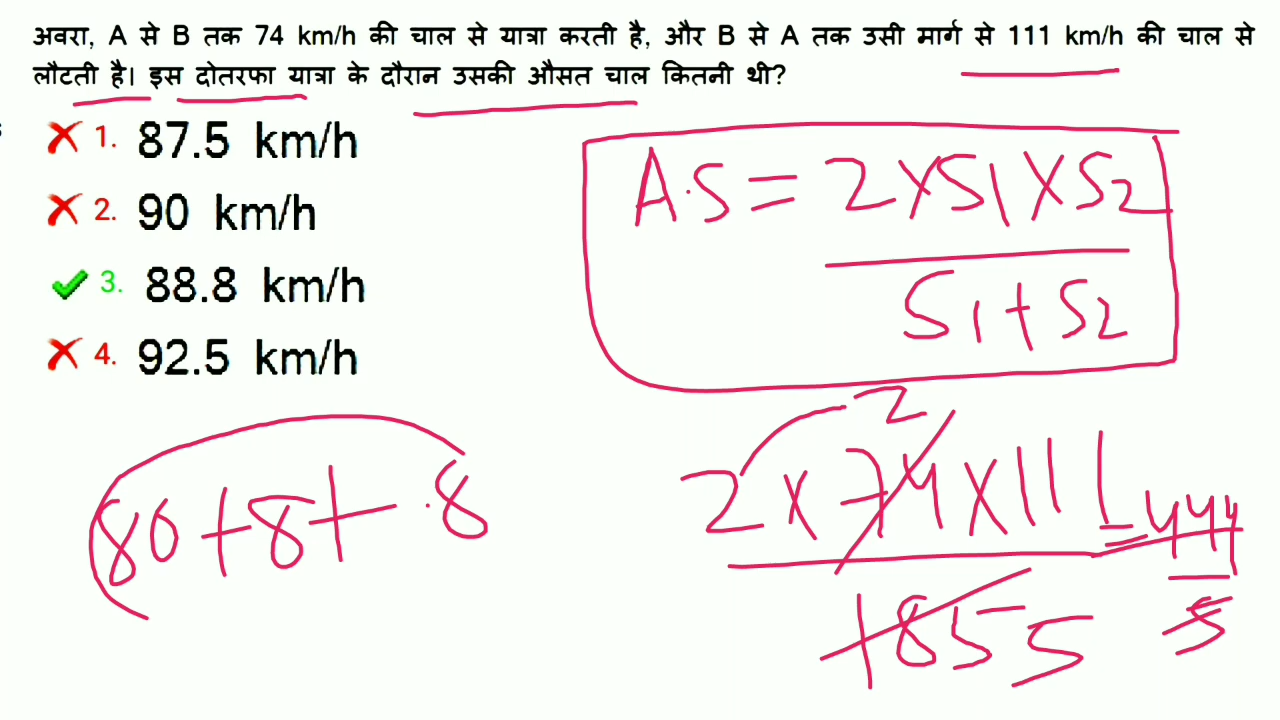 अवरा, A से B तक 74 km/h की चाल से यात्रा करती है, और B से A तक उसी मार्ग से 111 km/h की चाल से
लौटती है। इस दोतरफा यात्रा के दौरान उसकी औसत चाल कितनी थी?
1. 87.5 km/h
2. 90 km/h
3. 88.8 km/h
4. 92.5 km/h
A.S = 2×S1×S2
S1+S2
2
2×74×111
444
185 5
5
80+8+.8